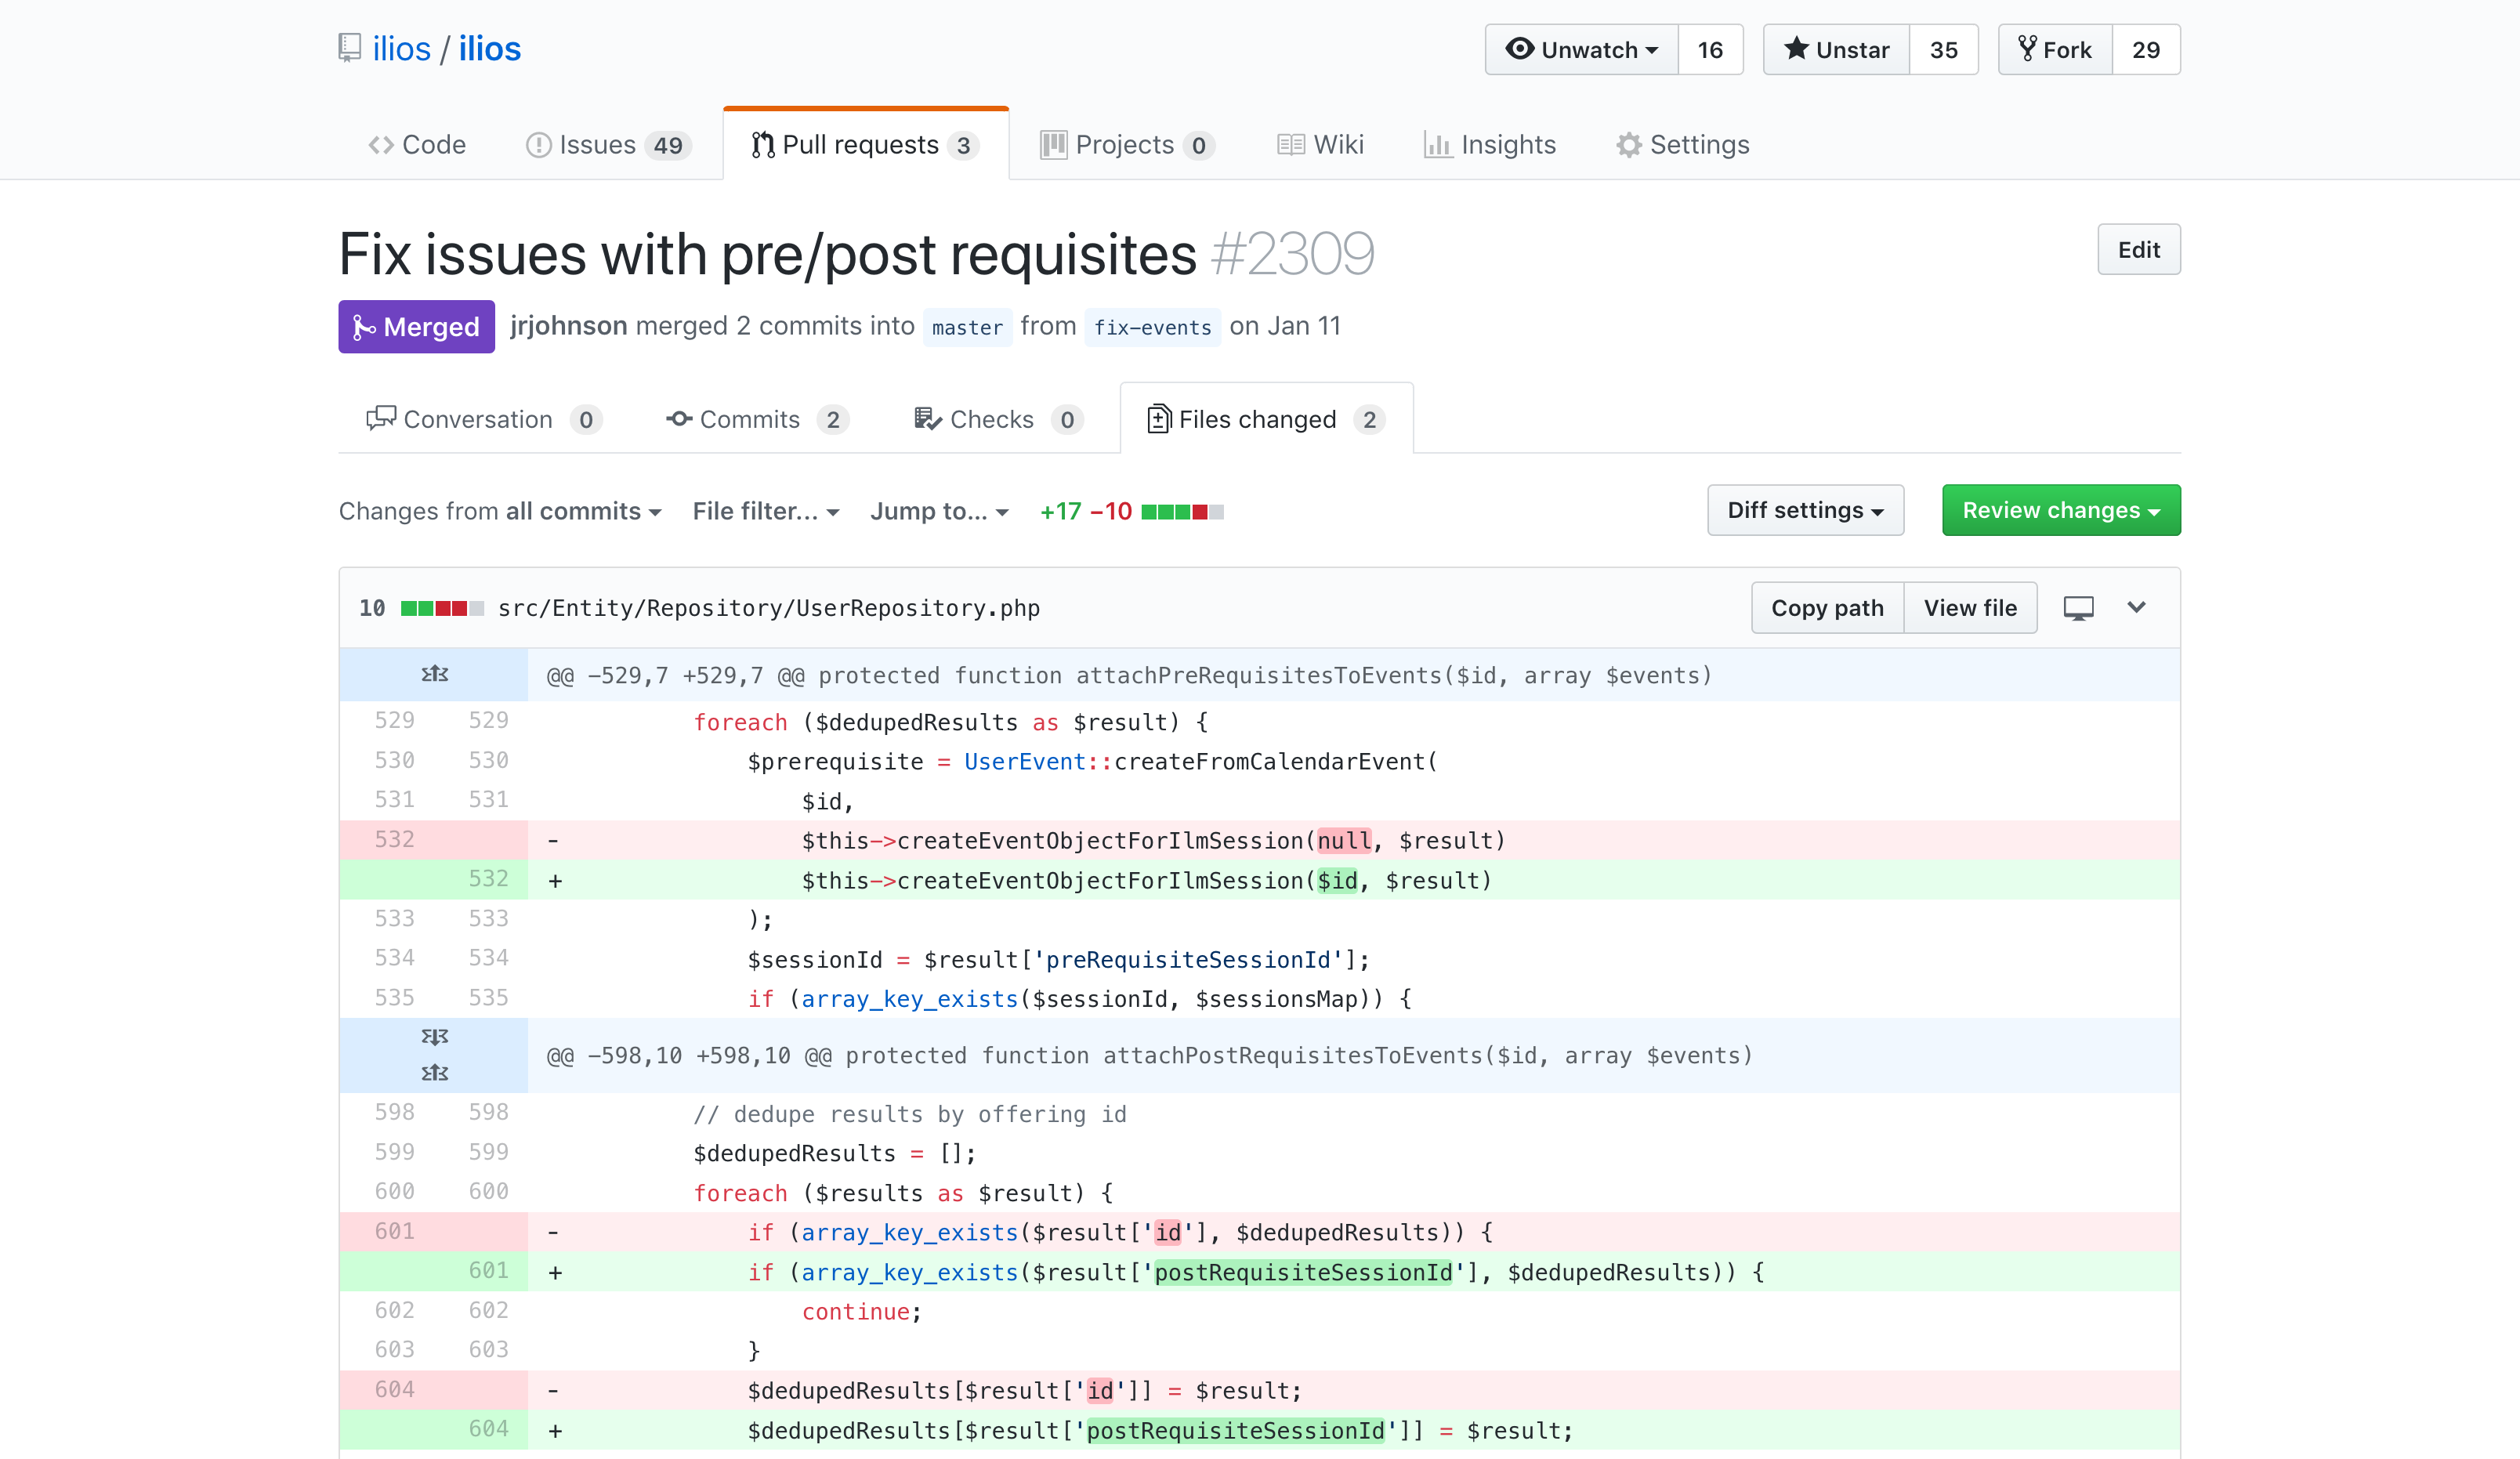 ilios / ilios
Unwatch 16 Unstar 35 Fork 29
Code Issues 49 Pull requests 3 Projects 0 Wiki Insights Settings
Fix issues with pre/post requisites #2309 Edit
Merged jrjohnson merged 2 commits into master from fix-events on Jan 11
Conversation 0 Commits 2 Checks 0 Files changed 2
Changes from all commits File filter... Jump to... +17 −10 Diff settings Review changes
10 src/Entity/Repository/UserRepository.php Copy path View file
@@ -529,7 +529,7 @@ protected function attachPreRequisitesToEvents($id, array $events)
529 529 foreach ($dedupedResults as $result) {
530 530 $prerequisite = UserEvent::createFromCalendarEvent(
531 531 $id,
532 - $this->createEventObjectForIlmSession(null, $result)
532 + $this->createEventObjectForIlmSession($id, $result)
533 533 );
534 534 $sessionId = $result['preRequisiteSessionId'];
535 535 if (array_key_exists($sessionId, $sessionsMap)) {
@@ -598,10 +598,10 @@ protected function attachPostRequisitesToEvents($id, array $events)
598 598 // dedupe results by offering id
599 599 $dedupedResults = [];
600 600 foreach ($results as $result) {
601 - if (array_key_exists($result['id'], $dedupedResults)) {
601 + if (array_key_exists($result['postRequisiteSessionId'], $dedupedResults)) {
602 602 continue;
603 603 }
604 - $dedupedResults[$result['id']] = $result;
604 + $dedupedResults[$result['postRequisiteSessionId']] = $result;